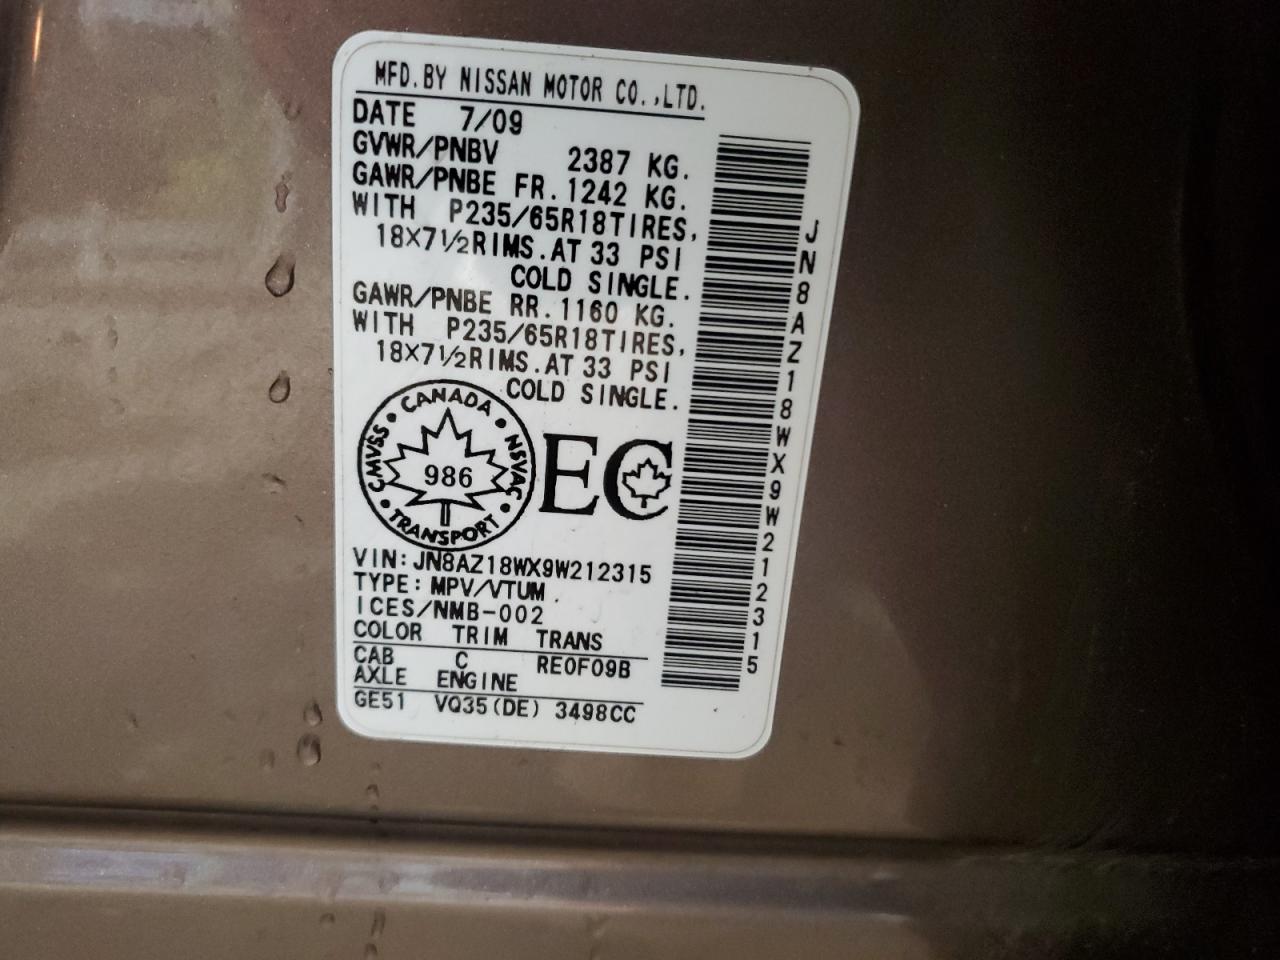 MFD.BY NISSAN MOTOR CO.,LTD.
DATE 7/09
GVWR/PNBV 2387 KG.
GAWR/PNBE FR.1242 KG.
WITH P235/65R18TIRES,
18×7½RIMS.AT 33 PSI
COLD SINGLE.
GAWR/PNBE RR.1160 KG.
WITH P235/65R18TIRES,
18×7½RIMS.AT 33 PSI
COLD SINGLE.
CANADA
CMVSS
986
NSVAC
TRANSPORT
EC
VIN:JN8AZ18WX9W212315
TYPE:MPV/VTUM
ICES/NMB-002
COLOR TRIM TRANS
CAB C RE0F09B
AXLE ENGINE
GE51 VQ35(DE) 3498CC
JN8AZ18WX9W212315